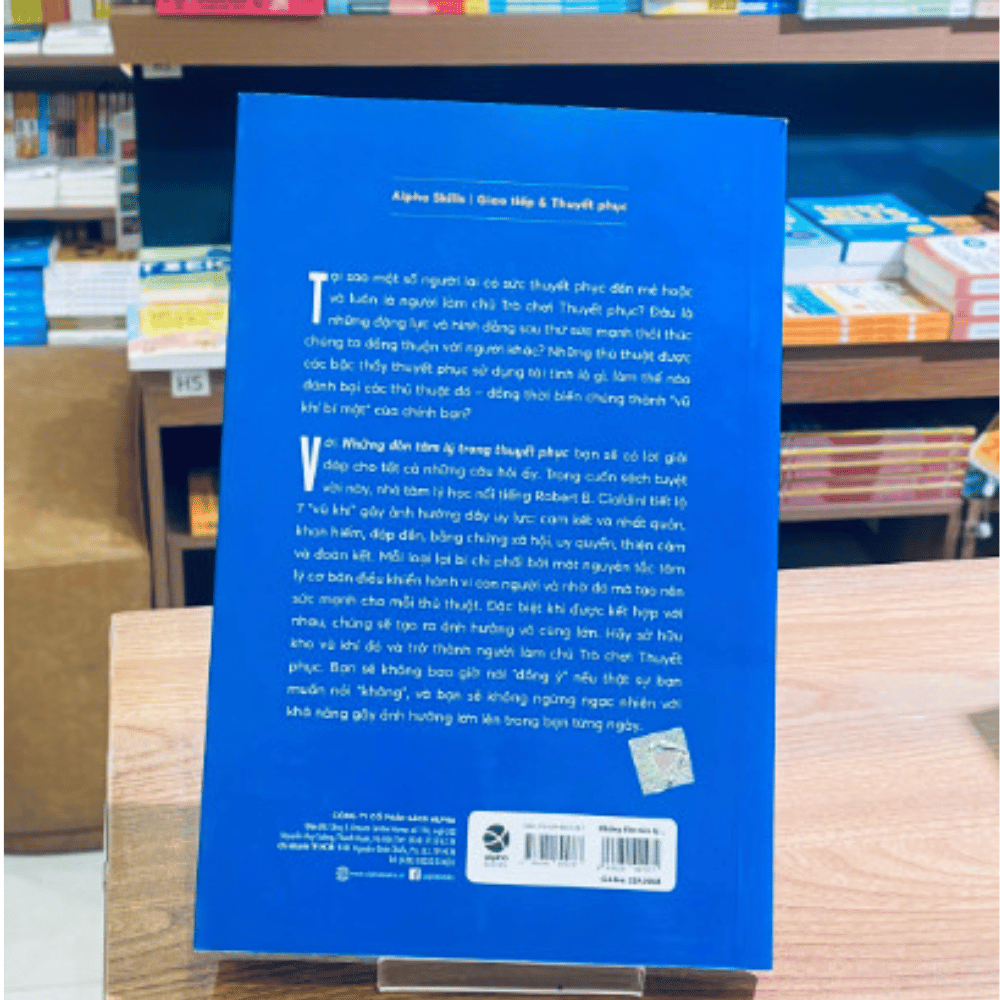 Alpha Skills | Giao tiếp & Thuyết phục
Tại sao một số người lại có sức thuyết phục đến mê hoặc
và luôn là người làm chủ Trò chơi Thuyết phục? Đâu là
những động lực vô hình đằng sau thứ sức mạnh thôi thúc
chúng ta đồng thuận với người khác? Những thủ thuật được
các bậc thầy thuyết phục sử dụng tài tình là gì, làm thế nào
đánh bại các thủ thuật đó – đồng thời biến chúng thành "vũ
khí bí mật" của chính bạn?
Với Những đòn tâm lý trong thuyết phục bạn sẽ có lời giải
đáp cho tất cả những câu hỏi ấy. Trong cuốn sách tuyệt
vời này, nhà tâm lý học nổi tiếng Robert B. Cialdini tiết lộ
7 "vũ khí" gây ảnh hưởng đầy uy lực: cam kết và nhất quán,
khan hiếm, đáp đền, bằng chứng xã hội, uy quyền, thiện cảm
và đoàn kết. Mỗi loại lại bị chi phối bởi một nguyên tắc tâm
lý cơ bản điều khiển hành vi con người và nhờ đó mà tạo nên
sức mạnh cho mỗi thủ thuật. Đặc biệt khi được kết hợp với
nhau, chúng sẽ tạo ra ảnh hưởng vô cùng lớn. Hãy sở hữu
kho vũ khí đó và trở thành người làm chủ Trò chơi Thuyết
phục. Bạn sẽ không bao giờ nói "đồng ý" nếu thật sự bạn
muốn nói "không", và bạn sẽ không ngừng ngạc nhiên với
khả năng gây ảnh hưởng lớn lên trong bạn từng ngày.
CÔNG TY CỔ PHẦN SÁCH ALPHA
alpha
H5